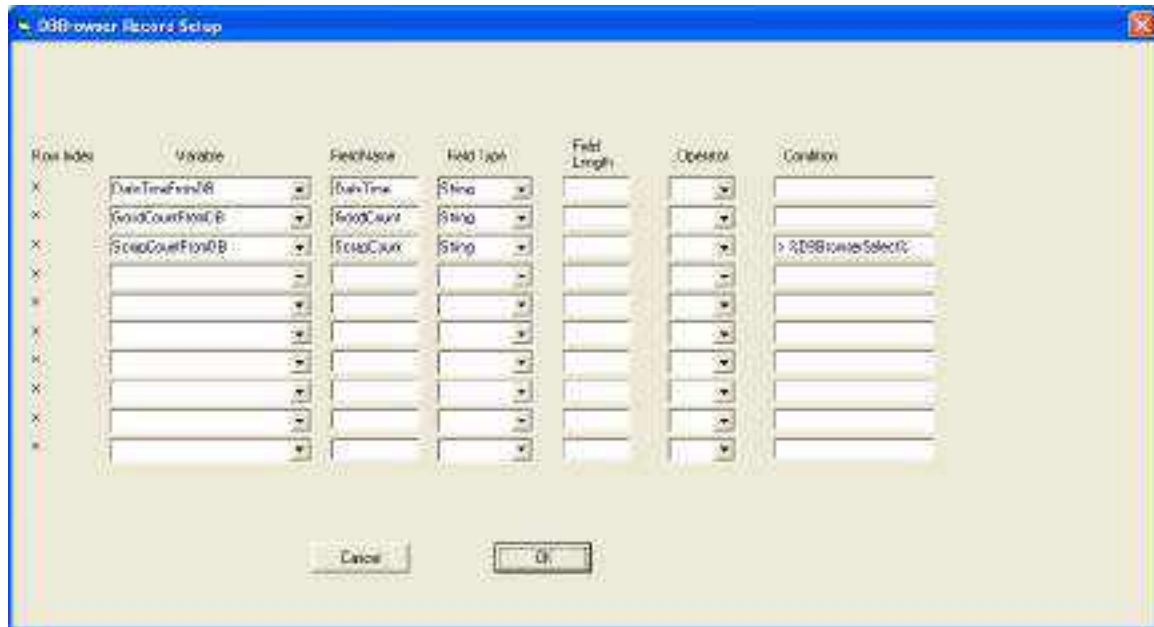 DBBrowser Record Setup
Row Index Variable FieldName Field Type Field Length Operator Condition
× DateTimeFromDB DateTime String
× GoodCountFromDB GoodCount String
× ScrapCountFromDB ScrapCount String > %DBBrowserSelect%
×
×
×
×
×
×
×
Cancel OK